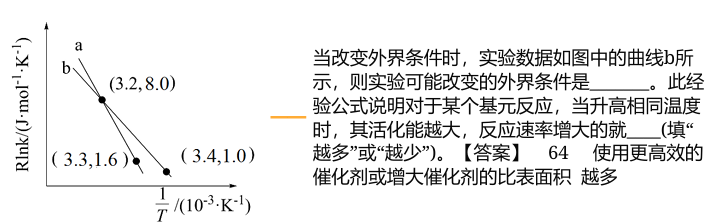 a
b
(3.2,8.0)
(3.3,1.6)
(3.4,1.0)
Rlnk/(J·mol⁻¹·K⁻¹)
1/T /(10⁻³·K⁻¹)
当改变外界条件时，实验数据如图中的曲线b所
示，则实验可能改变的外界条件是______。此经
验公式说明对于某个基元反应，当升高相同温度
时，其活化能越大，反应速率增大的就____(填“
越多”或“越少”)。【答案】 64 使用更高效的
催化剂或增大催化剂的比表面积 越多